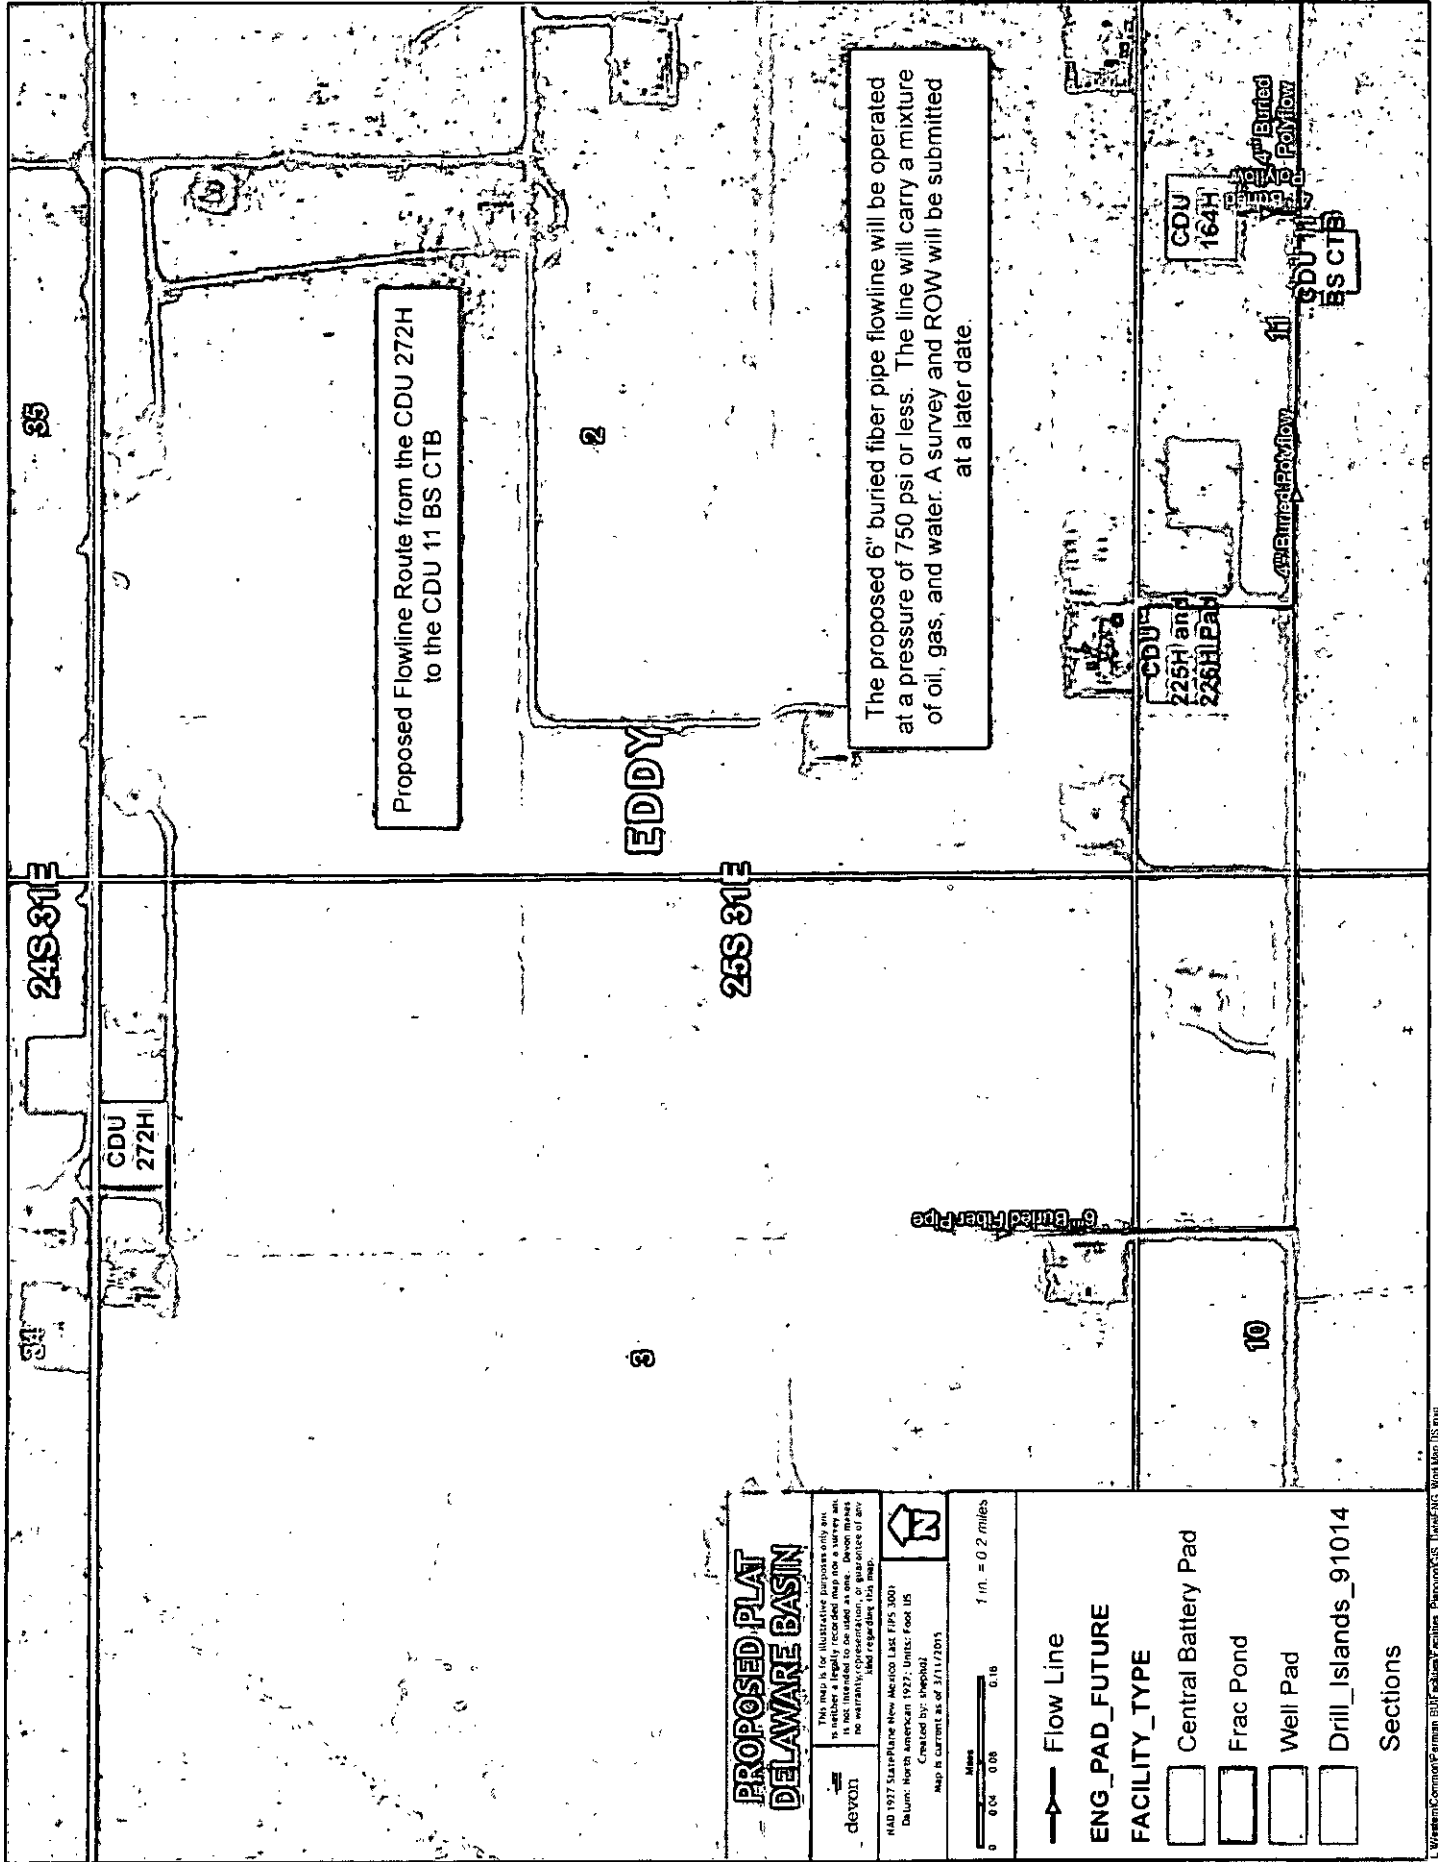 35
24S 31E
34
CDU
272H
Proposed Flowline Route from the CDU 272H
to the CDU 11 BS CTB
2
EDDY
3
25S 31E
The proposed 6" buried fiber pipe flowline will be operated
at a pressure of 750 psi or less. The line will carry a mixture
of oil, gas, and water. A survey and ROW will be submitted
at a later date.
6" Buried Fiber Pipe
CDU
225H and
226H Pad
CDU
164H
4" Buried
Polyflow
4" Buried
Polyflow
4" Buried Polyflow
11
CDU 11
BS CTB
10
PROPOSED PLAT
DELAWARE BASIN
devon
This map is for illustrative purposes only and
is neither a legally recorded map nor a survey and
is not intended to be used as one. Devon makes
no warranty, representation, or guarantee of any
kind regarding this map.
NAD 1927 StatePlane New Mexico East FIPS 3001
Datum: North American 1927; Units: Foot US
Created by: shepho2
Map is current as of 3/11/2015
N
Miles
0 0.04 0.08 0.16
1 in. = 0.2 miles
Flow Line
ENG_PAD_FUTURE
FACILITY_TYPE
Central Battery Pad
Frac Pond
Well Pad
Drill_Islands_91014
Sections